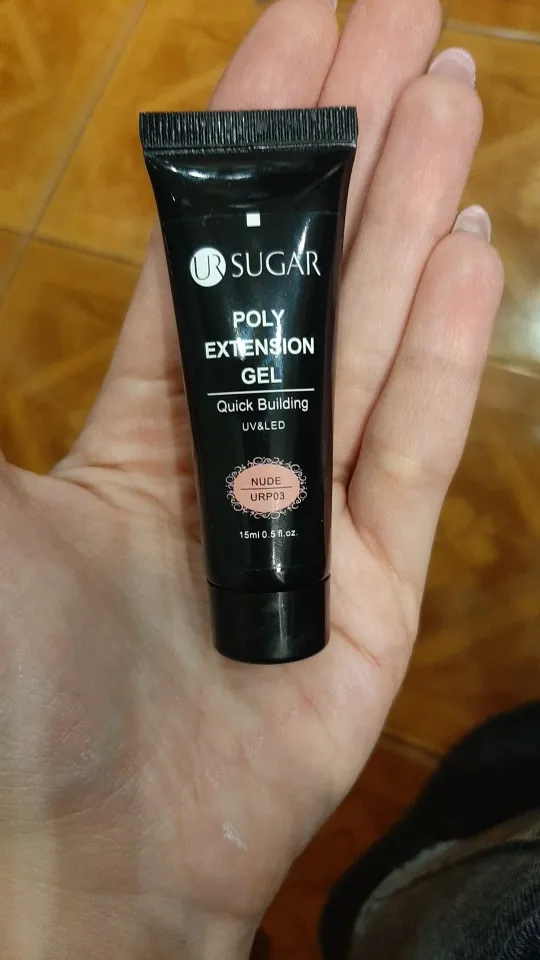 UR SUGAR
POLY
EXTENSION
GEL
Quick Building
UV&LED
NUDE
URP03
15ml 0.5 fl.oz.